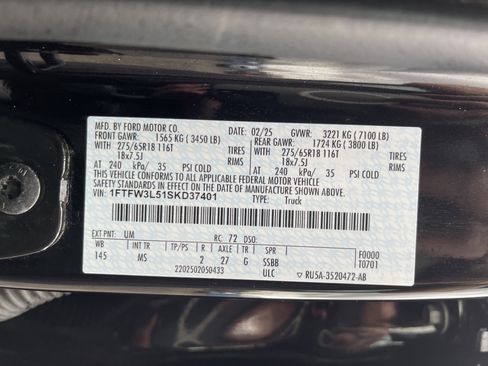 MFD. BY FORD MOTOR CO. DATE: 02/25 GVWR: 3221 KG (7100 LB)
FRONT GAWR: 1565 KG (3450 LB) REAR GAWR: 1724 KG (3800 LB)
WITH 275/65R18 116T TIRES WITH 275/65R18 116T TIRES
18x7.5J RIMS 18x7.5J RIMS
AT 240 kPa/ 35 PSI COLD AT 240 kPa/ 35 PSI COLD
THIS VEHICLE CONFORMS TO ALL APPLICABLE FEDERAL MOTOR VEHICLE
SAFETY STANDARDS IN EFFECT ON THE DATE OF MANUFACTURE SHOWN ABOVE.
VIN: 1FTFW3L51SKD37401 TYPE: Truck
EXT PNT: UM RC: 72 DSO:
WB INT TR TP/PS R AXLE TR SPR F0000
145 MS 2 27 G SSBB T0701
2202502050433 ULC ▽ RU5A-3520472-AB